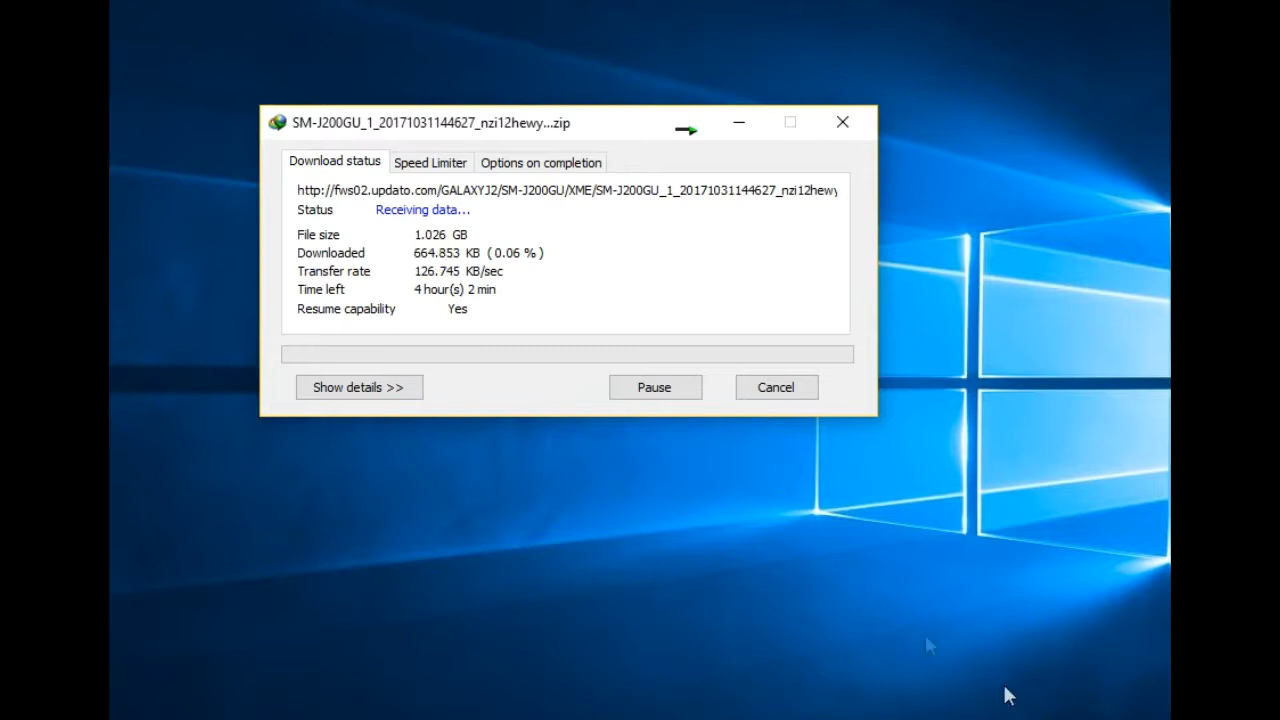 SM-J200GU_1_20171031144627_nzi12hewy...zip
Download status Speed Limiter Options on completion
http://fws02.updato.com/GALAXYJ2/SM-J200GU/XME/SM-J200GU_1_20171031144627_nzi12hewy
Status Receiving data...
File size 1.026 GB
Downloaded 664.853 KB ( 0.06 % )
Transfer rate 126.745 KB/sec
Time left 4 hour(s) 2 min
Resume capability Yes
Show details >> Pause Cancel